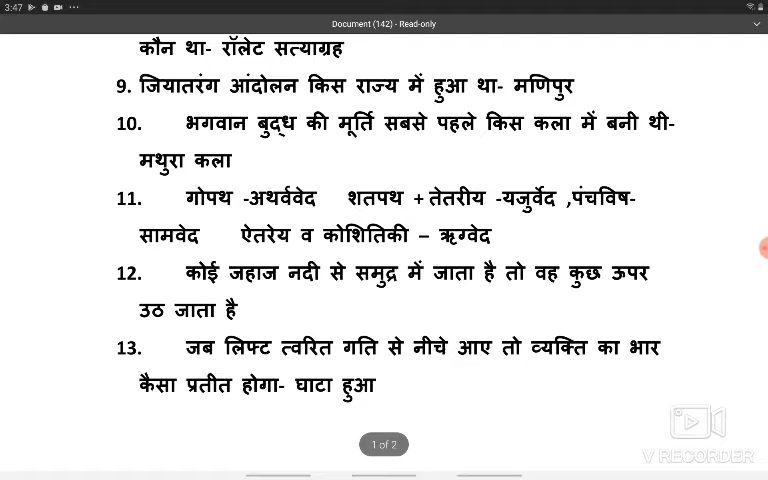 3:47
Document (142) - Read-only
कौन था- रॉलेट सत्याग्रह
9. जियातरंग आंदोलन किस राज्य में हुआ था- मणिपुर
10. भगवान बुद्ध की मूर्ति सबसे पहले किस कला में बनी थी-
मथुरा कला
11. गोपथ -अथर्ववेद शतपथ + तेतरीय -यजुर्वेद ,पंचविष-
सामवेद ऐतरेय व कोशितिकी – ऋग्वेद
12. कोई जहाज नदी से समुद्र में जाता है तो वह कुछ ऊपर
उठ जाता है
13. जब लिफ्ट त्वरित गति से नीचे आए तो व्यक्ति का भार
कैसा प्रतीत होगा- घाटा हुआ
1 of 2
V RECORDER